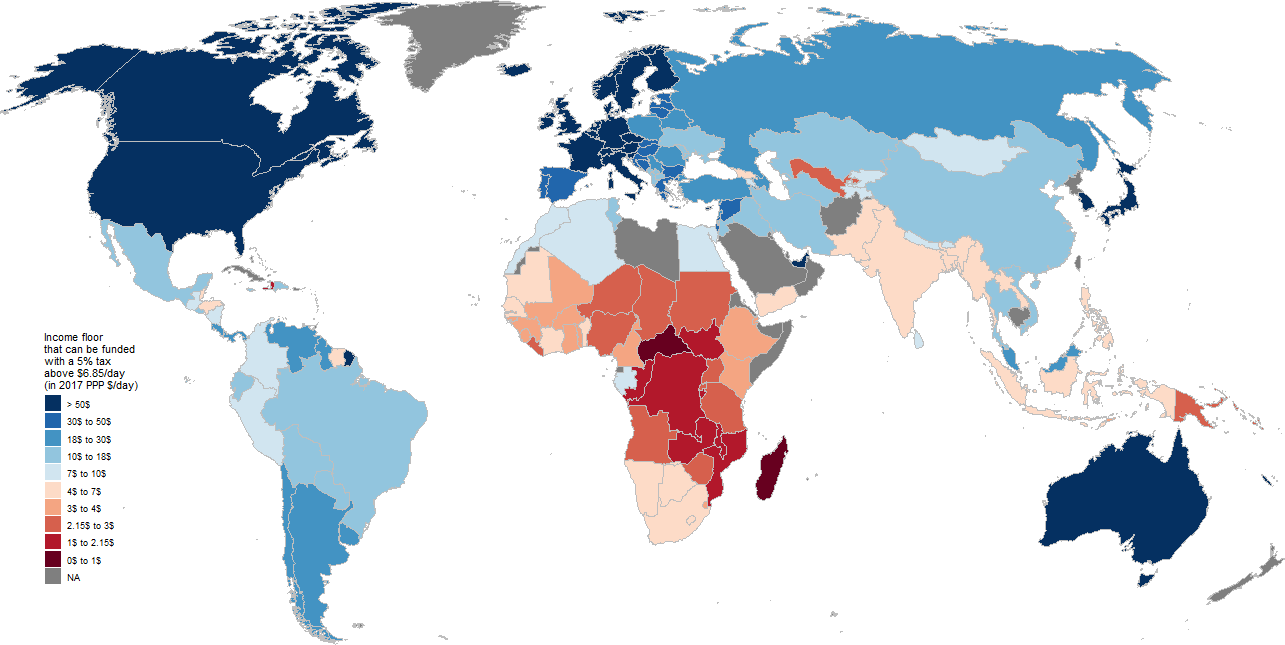 Income floor
that can be funded
with a 5% tax
above $6.85/day
(in 2017 PPP $/day)
> 50$
30$ to 50$
18$ to 30$
10$ to 18$
7$ to 10$
4$ to 7$
3$ to 4$
2.15$ to 3$
1$ to 2.15$
0$ to 1$
NA